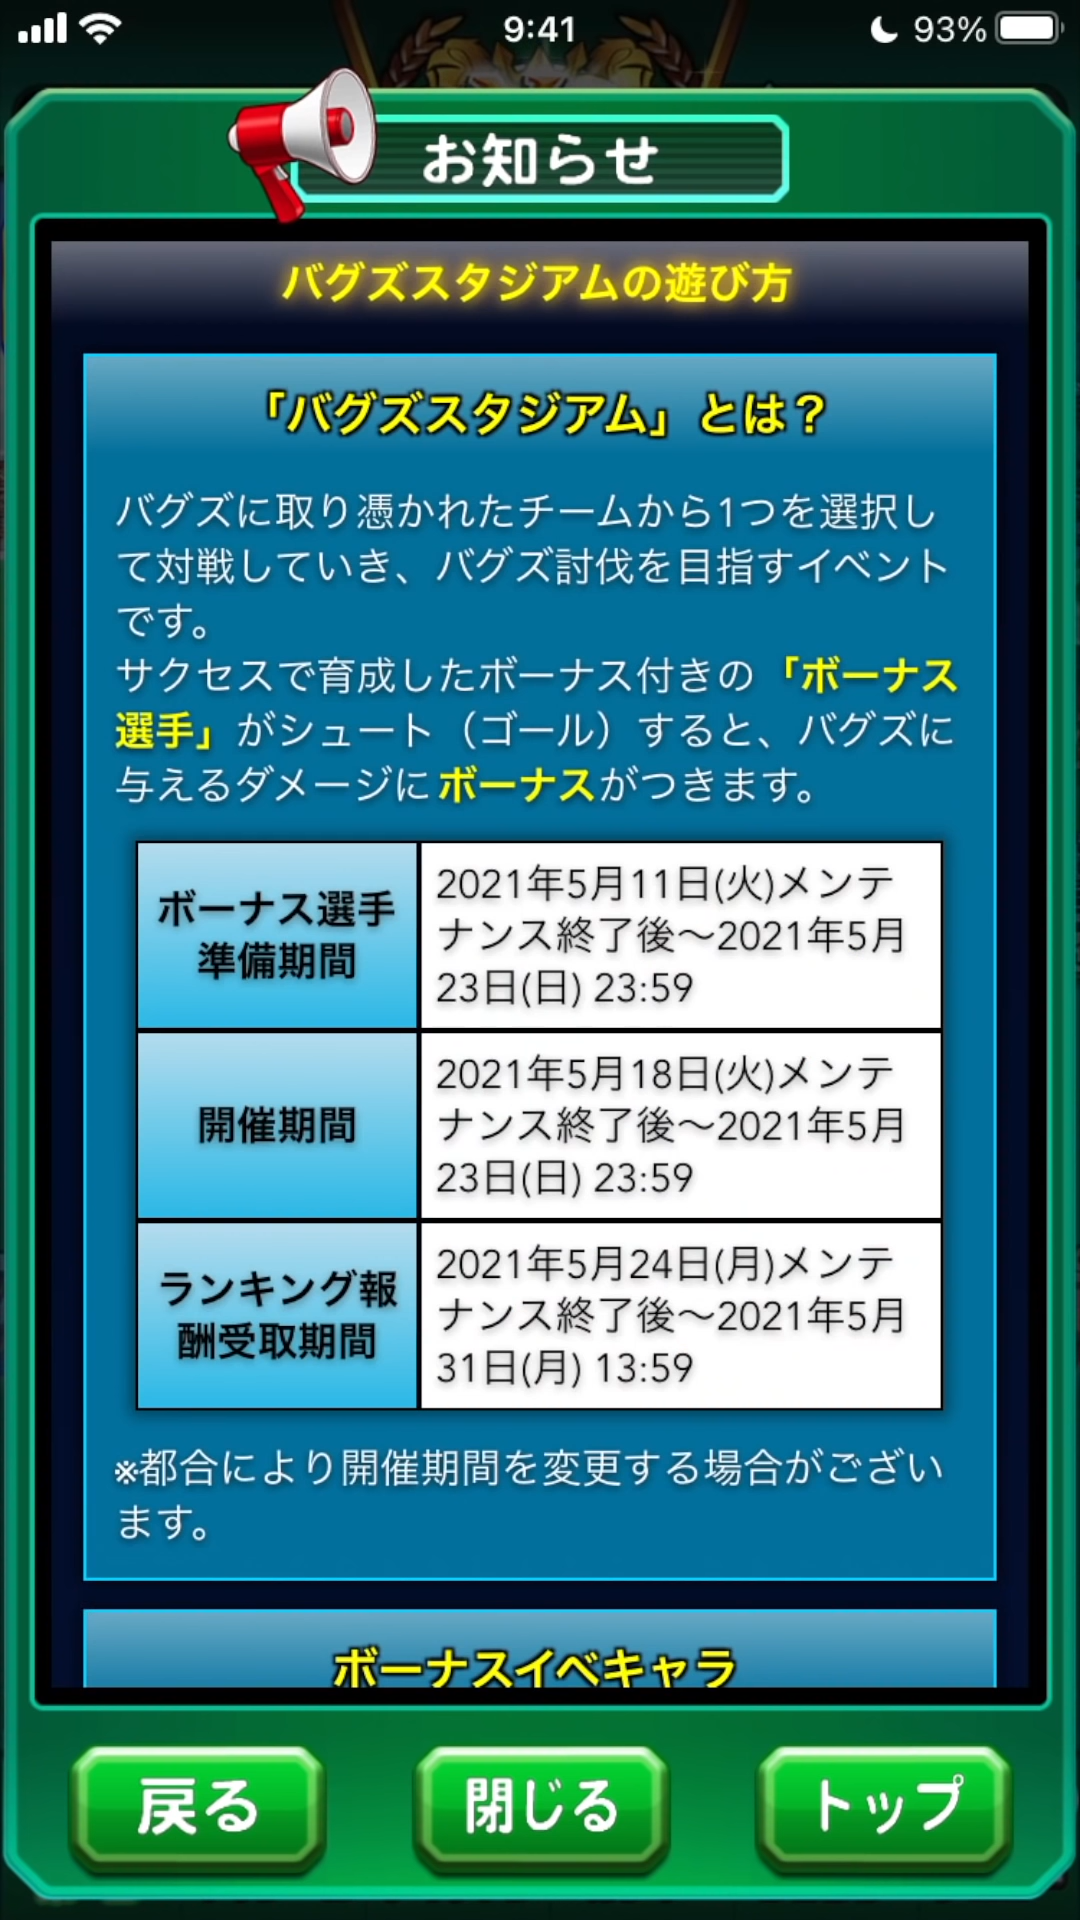 9:41
93%
お知らせ
バグズスタジアムの遊び方
「バグズスタジアム」とは？
バグズに取り憑かれたチームから1つを選択し
て対戦していき、バグズ討伐を目指すイベント
です。
サクセスで育成したボーナス付きの「ボーナス
選手」がシュート（ゴール）すると、バグズに
与えるダメージにボーナスがつきます。
ボーナス選手
準備期間
2021年5月11日(火)メンテ
ナンス終了後〜2021年5月
23日(日) 23:59
開催期間
2021年5月18日(火)メンテ
ナンス終了後〜2021年5月
23日(日) 23:59
ランキング報
酬受取期間
2021年5月24日(月)メンテ
ナンス終了後〜2021年5月
31日(月) 13:59
※都合により開催期間を変更する場合がござい
ます。
ボーナスイベキャラ
戻る
閉じる
トップ